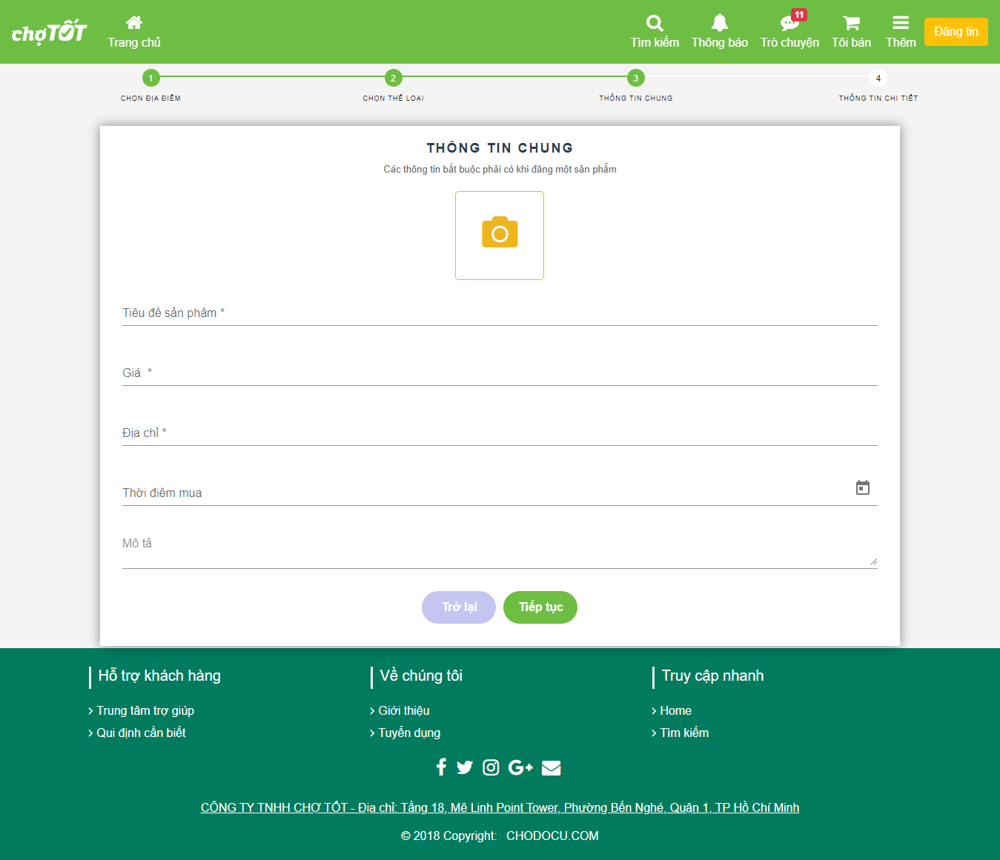 chợTỐT
Trang chủ
Tìm kiếm
Thông báo
11
Trò chuyện
Tôi bán
Thêm
Đăng tin
1
2
3
4
CHỌN ĐỊA ĐIỂM
CHỌN THỂ LOẠI
THÔNG TIN CHUNG
THÔNG TIN CHI TIẾT
THÔNG TIN CHUNG
Các thông tin bắt buộc phải có khi đăng một sản phẩm
Tiêu đề sản phẩm *
Giá *
Địa chỉ *
Thời điểm mua
Mô tả
Trở lại
Tiếp tục
Hỗ trợ khách hàng
Trung tâm trợ giúp
Qui định cần biết
Về chúng tôi
Giới thiệu
Tuyển dụng
Truy cập nhanh
Home
Tìm kiếm
CÔNG TY TNHH CHỢ TỐT - Địa chỉ: Tầng 18, Mê Linh Point Tower, Phường Bến Nghé, Quận 1, TP Hồ Chí Minh
© 2018 Copyright: CHODOCU.COM